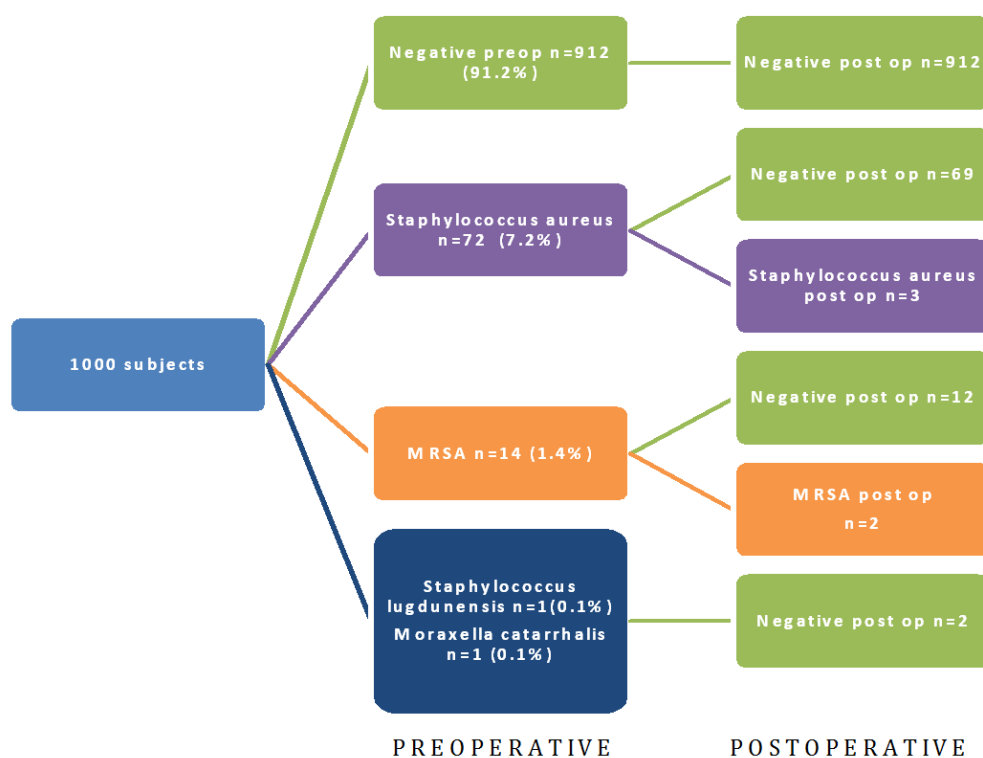 1000 subjects
Negative preop n=912
(91.2%)
Staphylococcus aureus
n=72 (7.2%)
MRSA n=14 (1.4%)
Staphylococcus
lugdunensis n=1(0.1%)
Moraxella catarrhalis
n=1 (0.1%)
PREOPERATIVE
Negative post op n=912
Negative post op n=69
Staphylococcus aureus
post op n=3
Negative post op n=12
MRSA post op
n=2
Negative post op n=2
POSTOPERATIVE